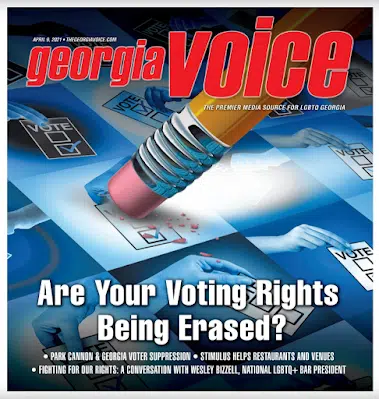 APRIL 9, 2021 • THEGEORGIAVOICE.COM
georgia voice
THE PREMIER MEDIA SOURCE FOR LGBTQ GEORGIA
VOTE
VOTE
VOTE
VOTE
Are Your Voting Rights
Being Erased?
• PARK CANNON & GEORGIA VOTER SUPPRESSION • STIMULUS HELPS RESTAURANTS AND VENUES
• FIGHTING FOR OUR RIGHTS: A CONVERSATION WITH WESLEY BIZZELL, NATIONAL LGBTQ+ BAR PRESIDENT